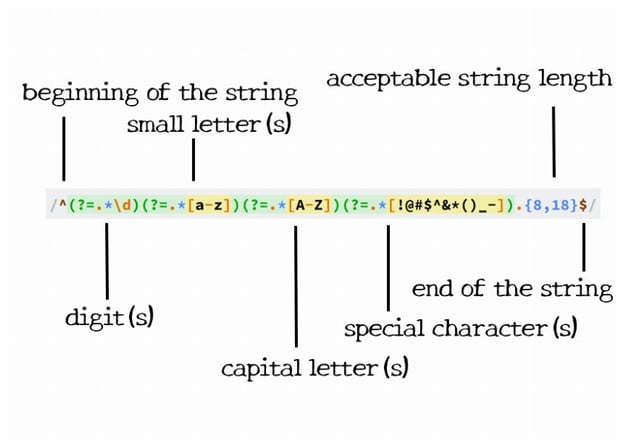 acceptable string length
beginning of the string
small letter(s)
/^(?=.*\d)(?=.*[a-z])(?=.*[A-Z])(?=.*[!@#$^&*()_-]).{8,18}$/
end of the string
digit(s)
special character(s)
capital letter(s)